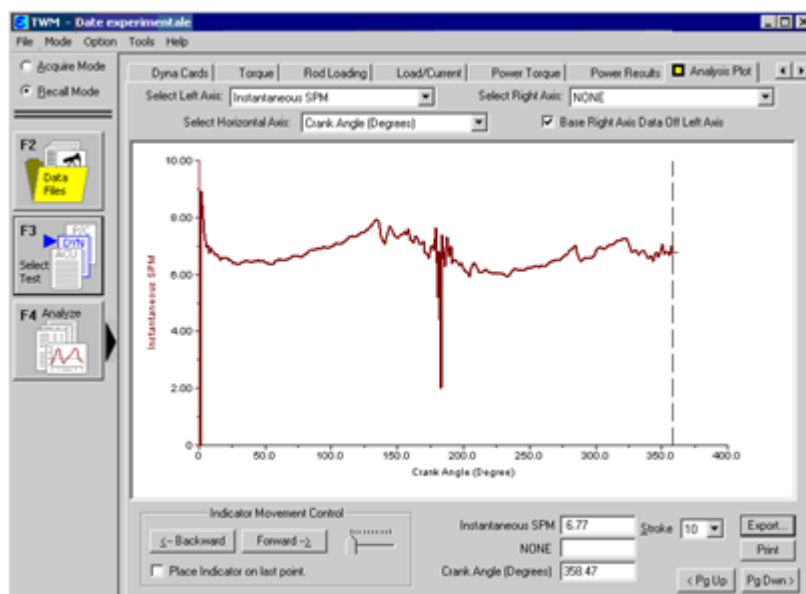 TWM - Date experimentale
File Mode Option Tools Help
Acquire Mode
Recall Mode
Dyna Cards Torque Rod Loading Load/Current Power Torque Power Results Analysis Plot
Select Left Axis: Instantaneous SPM Select Right Axis: NONE
Select Horizontal Axis: Crank Angle (Degrees) Base Right Axis Data Off Left Axis
F2
Data
Files
F3
P/C
DYN
ACU
Select
Test
F4 Analyze
10.00
8.00
6.00
4.00
2.00
0
Instantaneous SPM
0 50.0 100.0 150.0 200.0 250.0 300.0 350.0 400.0
Crank Angle (Degree)
Indicator Movement Control
<- Backward Forward ->
Place Indicator on last point.
Instantaneous SPM 6.77 Stroke 10 Export...
NONE Print
Crank Angle (Degrees) 358.47
< Pg Up Pg Dwn >